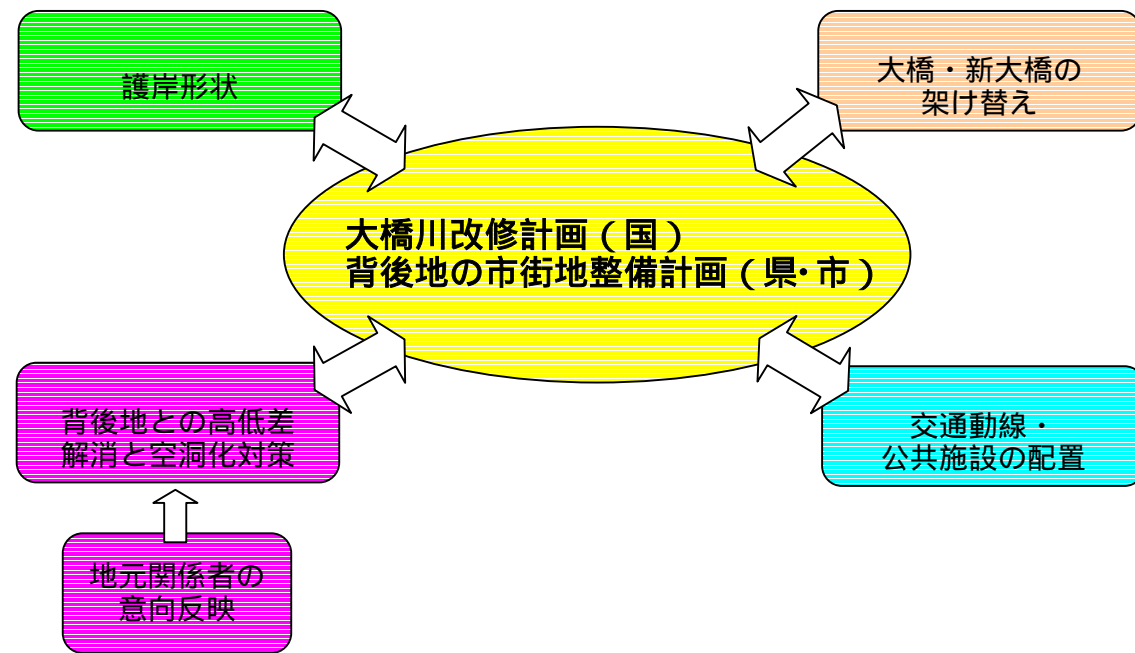 護岸形状
大橋・新大橋の
架け替え
大橋川改修計画（国）
背後地の市街地整備計画（県・市）
背後地との高低差
解消と空洞化対策
交通動線・
公共施設の配置
地元関係者の
意向反映